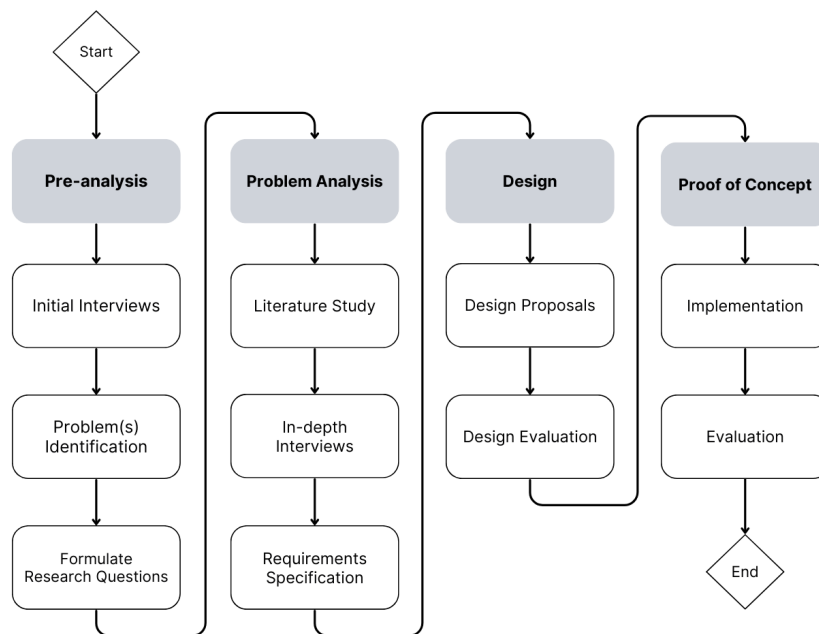 Start
Pre-analysis
Initial Interviews
Problem(s)
Identification
Formulate
Research Questions
Problem Analysis
Literature Study
In-depth
Interviews
Requirements
Specification
Design
Design Proposals
Design Evaluation
Proof of Concept
Implementation
Evaluation
End